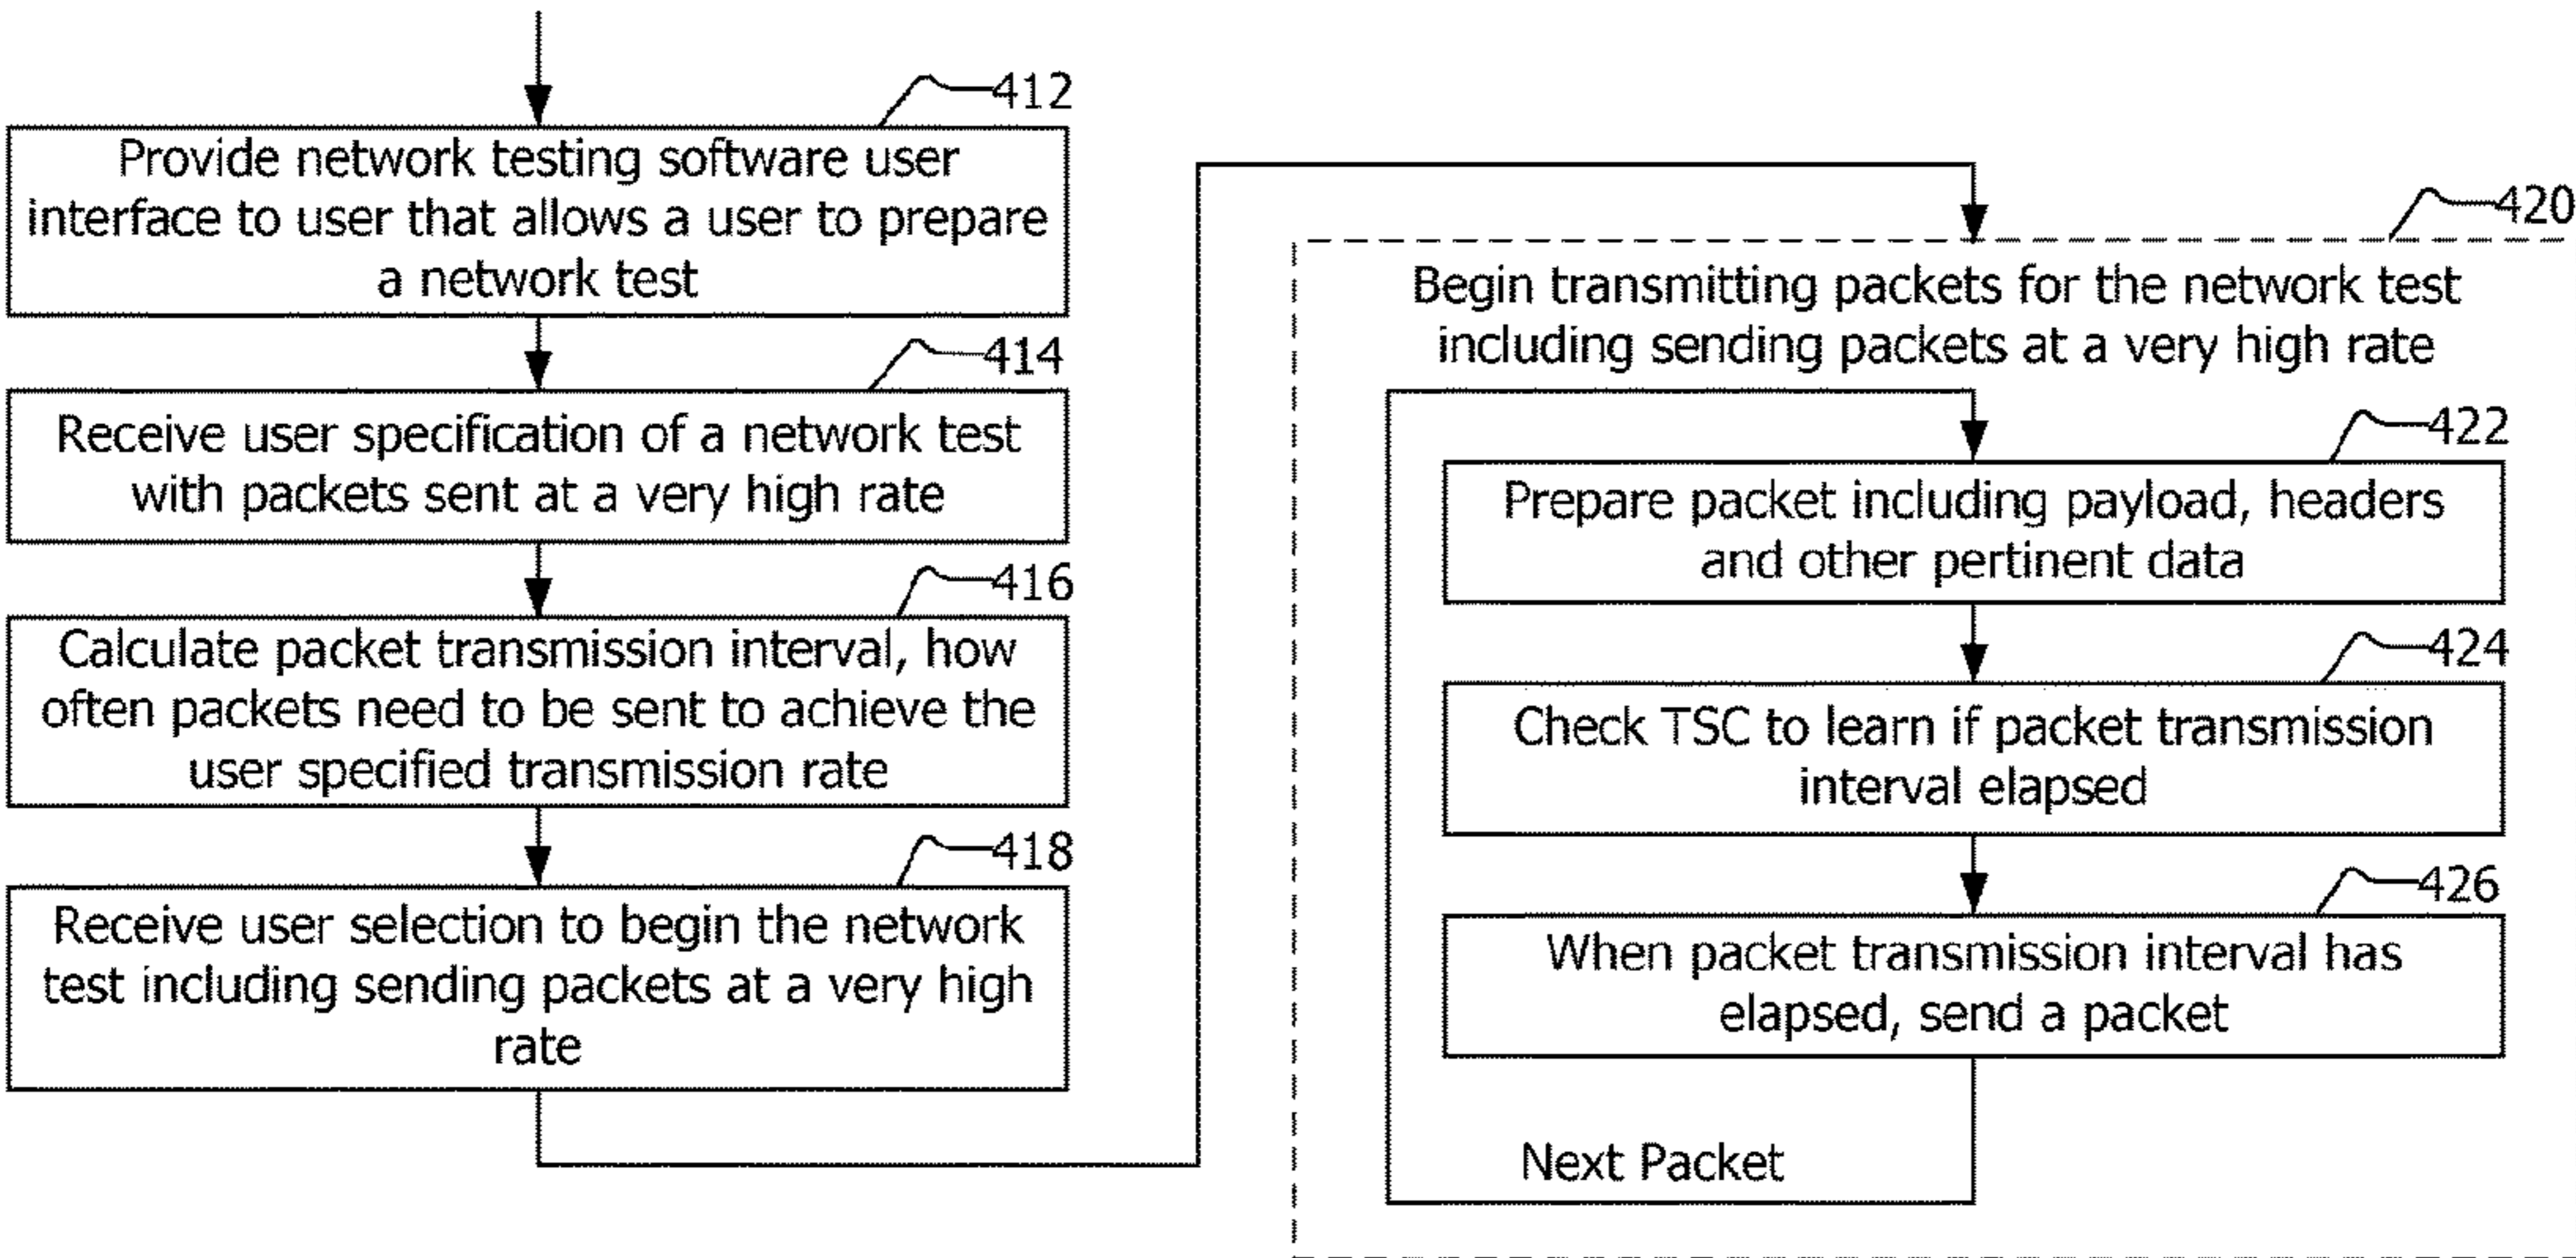 412
Provide network testing software user
interface to user that allows a user to prepare
a network test
414
Receive user specification of a network test
with packets sent at a very high rate
416
Calculate packet transmission interval, how
often packets need to be sent to achieve the
user specified transmission rate
418
Receive user selection to begin the network
test including sending packets at a very high
rate
420
Begin transmitting packets for the network test
including sending packets at a very high rate
422
Prepare packet including payload, headers
and other pertinent data
424
Check TSC to learn if packet transmission
interval elapsed
426
When packet transmission interval has
elapsed, send a packet
Next Packet